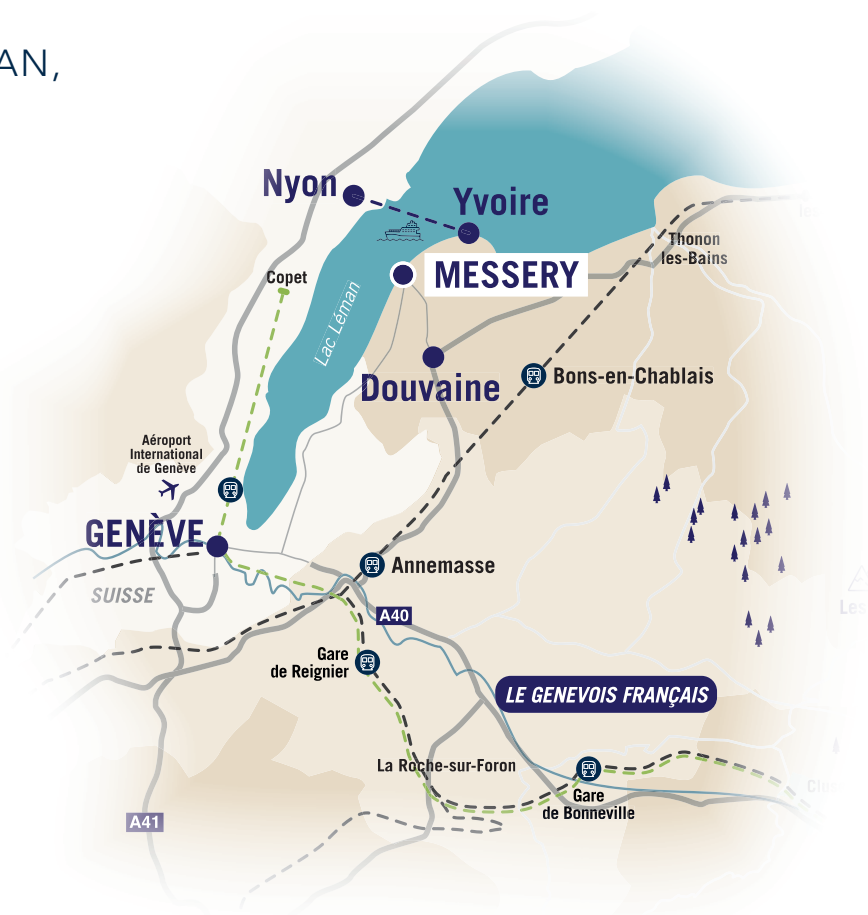 AN,
Nyon
Yvoire
Thonon
les-Bains
MESSERY
Copet
Lac Léman
Douvaine
Bons-en-Chablais
Aéroport
International
de Genève
GENÈVE
Annemasse
SUISSE
A40
Gare
de Reignier
LE GENEVOIS FRANÇAIS
La Roche-sur-Foron
Gare
de Bonneville
A41
Les